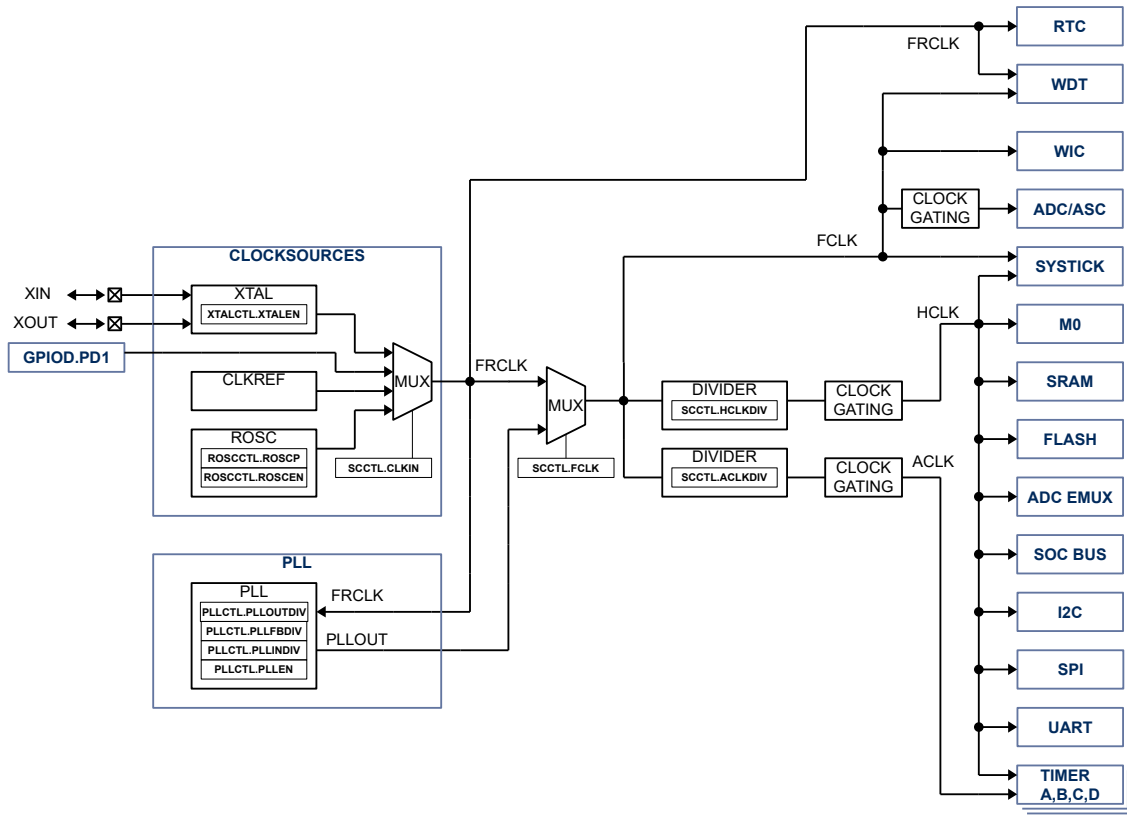 RTC
FRCLK
WDT
WIC
CLOCK
GATING
ADC/ASC
FCLK
SYSTICK
CLOCKSOURCES
XIN
XTAL
XTALCTL.XTALEN
XOUT
HCLK
M0
GPIOD.PD1
FRCLK
MUX
CLKREF
SRAM
MUX
DIVIDER
SCCTL.HCLKDIV
CLOCK
GATING
ROSC
ROSCCTL.ROSCP
ROSCCTL.ROSCEN
SCCTL.CLKIN
SCCTL.FCLK
FLASH
DIVIDER
SCCTL.ACLKDIV
CLOCK
GATING
ACLK
ADC EMUX
SOC BUS
PLL
PLL
FRCLK
PLLCTL.PLLOUTDIV
PLLCTL.PLLFBDIV
PLLOUT
PLLCTL.PLLINDIV
PLLCTL.PLLEN
I2C
SPI
UART
TIMER
A,B,C,D